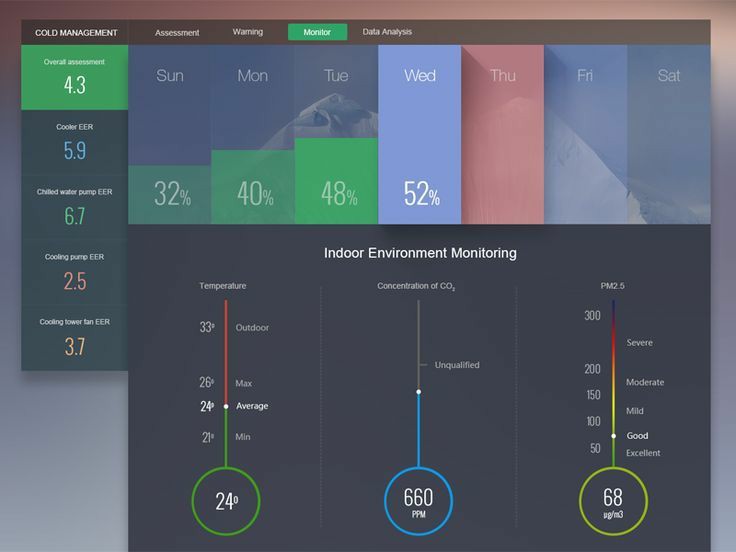 COLD MANAGEMENT
Assessment
Warning
Monitor
Data Analysis
Overall assessment
4.3
Cooler EER
5.9
Chilled water pump EER
6.7
Cooling pump EER
2.5
Cooling tower fan EER
3.7
Sun Mon Tue Wed Thu Fri Sat
32% 40% 48% 52%
Indoor Environment Monitoring
Temperature
33° Outdoor
26° Max
24° Average
21° Min
24°
Concentration of CO₂
Unqualified
660
PPM
PM2.5
300
Severe
200
Moderate
150
Mild
100
Good
50
Excellent
68
μg/m3